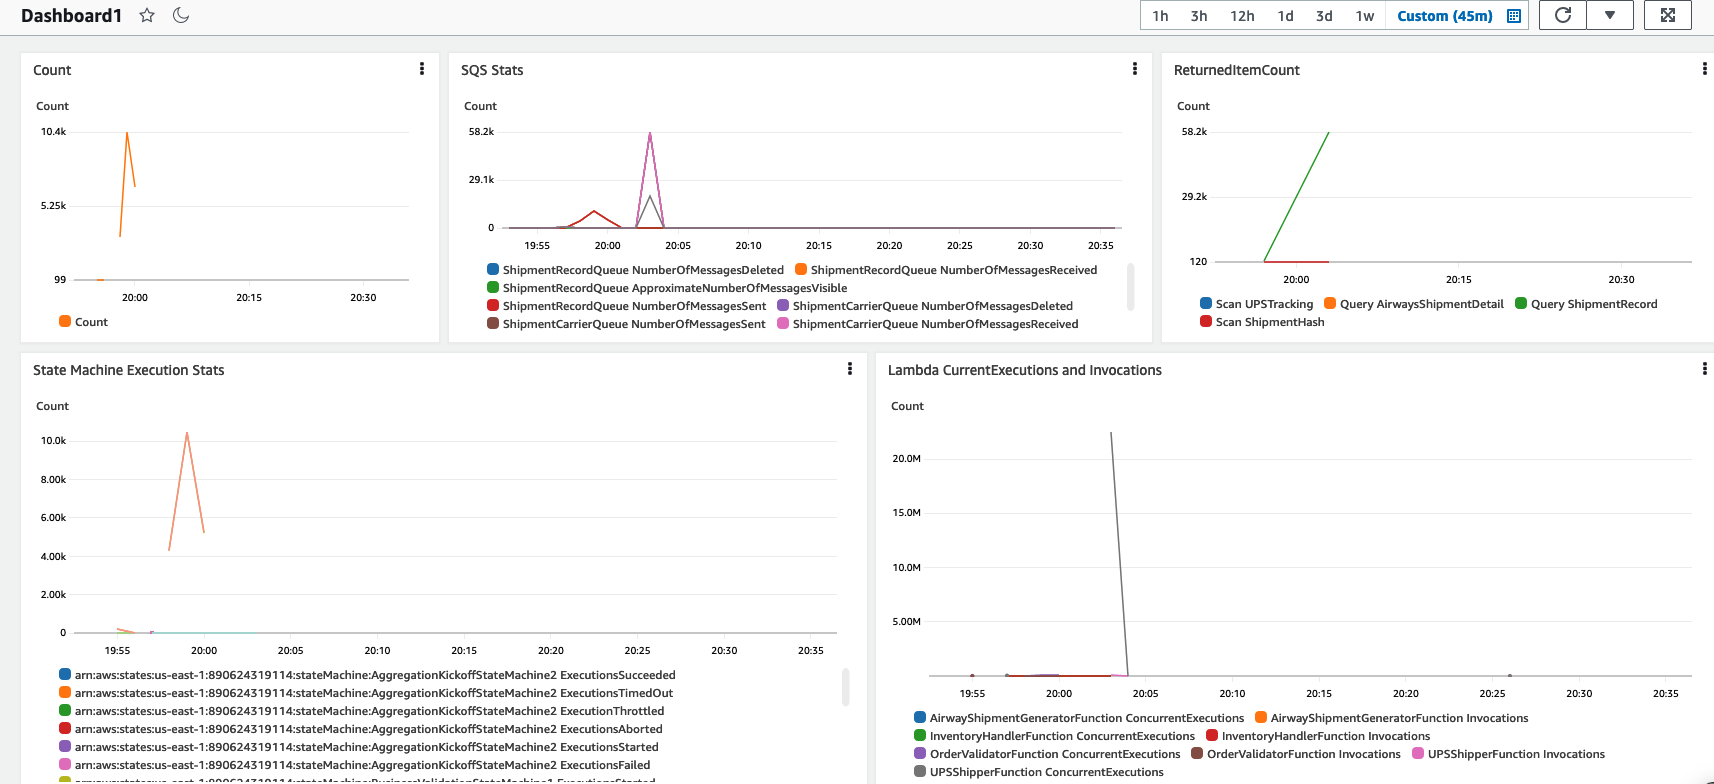 Dashboard1
1h 3h 12h 1d 3d 1w Custom (45m)
Count
Count
10.4k
5.25k
99
20:00 20:15 20:30
Count
SQS Stats
Count
58.2k
29.1k
0
19:55 20:00 20:05 20:10 20:15 20:20 20:25 20:30 20:35
ShipmentRecordQueue NumberOfMessagesDeleted ShipmentRecordQueue NumberOfMessagesReceived
ShipmentRecordQueue ApproximateNumberOfMessagesVisible
ShipmentRecordQueue NumberOfMessagesSent ShipmentCarrierQueue NumberOfMessagesDeleted
ShipmentCarrierQueue NumberOfMessagesSent ShipmentCarrierQueue NumberOfMessagesReceived
ReturnedItemCount
Count
58.2k
29.2k
120
20:00 20:15 20:30
Scan UPSTracking Query AirwaysShipmentDetail Query ShipmentRecord
Scan ShipmentHash
State Machine Execution Stats
Count
10.0k
8.00k
6.00k
4.00k
2.00k
0
19:55 20:00 20:05 20:10 20:15 20:20 20:25 20:30 20:35
arn:aws:states:us-east-1:890624319114:stateMachine:AggregationKickoffStateMachine2 ExecutionsSucceeded
arn:aws:states:us-east-1:890624319114:stateMachine:AggregationKickoffStateMachine2 ExecutionsTimedOut
arn:aws:states:us-east-1:890624319114:stateMachine:AggregationKickoffStateMachine2 ExecutionThrottled
arn:aws:states:us-east-1:890624319114:stateMachine:AggregationKickoffStateMachine2 ExecutionsAborted
arn:aws:states:us-east-1:890624319114:stateMachine:AggregationKickoffStateMachine2 ExecutionsStarted
arn:aws:states:us-east-1:890624319114:stateMachine:AggregationKickoffStateMachine2 ExecutionsFailed
arn:aws:states:us-east-1:890624319114:stateMachine:BusinessValidationStateMachine1 ExecutionsStarted
Lambda CurrentExecutions and Invocations
Count
20.0M
15.0M
10.0M
5.00M
19:55 20:00 20:05 20:10 20:15 20:20 20:25 20:30 20:35
AirwayShipmentGeneratorFunction ConcurrentExecutions AirwayShipmentGeneratorFunction Invocations
InventoryHandlerFunction ConcurrentExecutions InventoryHandlerFunction Invocations
OrderValidatorFunction ConcurrentExecutions OrderValidatorFunction Invocations UPSShipperFunction Invocations
UPSShipperFunction ConcurrentExecutions